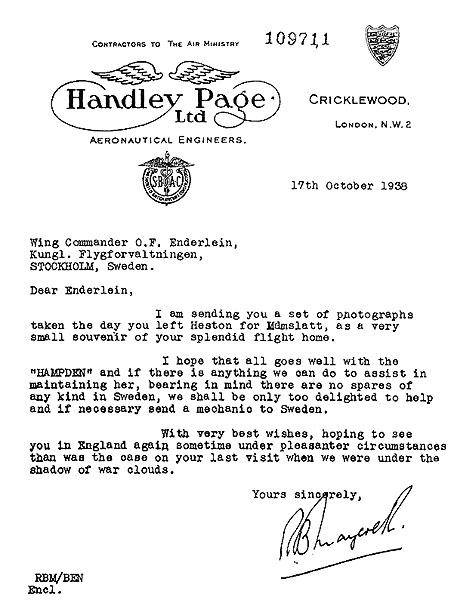 CONTRACTORS TO THE AIR MINISTRY
109711
Handley Page
Ltd
CRICKLEWOOD,
LONDON, N.W.2
AERONAUTICAL ENGINEERS.
SBAC
17th October 1938
Wing Commander O.F. Enderlein,
Kungl. Flygforvaltningen,
STOCKHOLM, Sweden.
Dear Enderlein,
I am sending you a set of photographs
taken the day you left Heston for Mdmslatt, as a very
small souvenir of your splendid flight home.
I hope that all goes well with the
"HAMPDEN" and if there is anything we can do to assist in
maintaining her, bearing in mind there are no spares of
any kind in Sweden, we shall be only too delighted to help
and if necessary send a mechanic to Sweden.
With very best wishes, hoping to see
you in England again sometime under pleasanter circumstances
than was the case on your last visit when we were under the
shadow of war clouds.
Yours sincerely,
RBM/BEN
Encl.